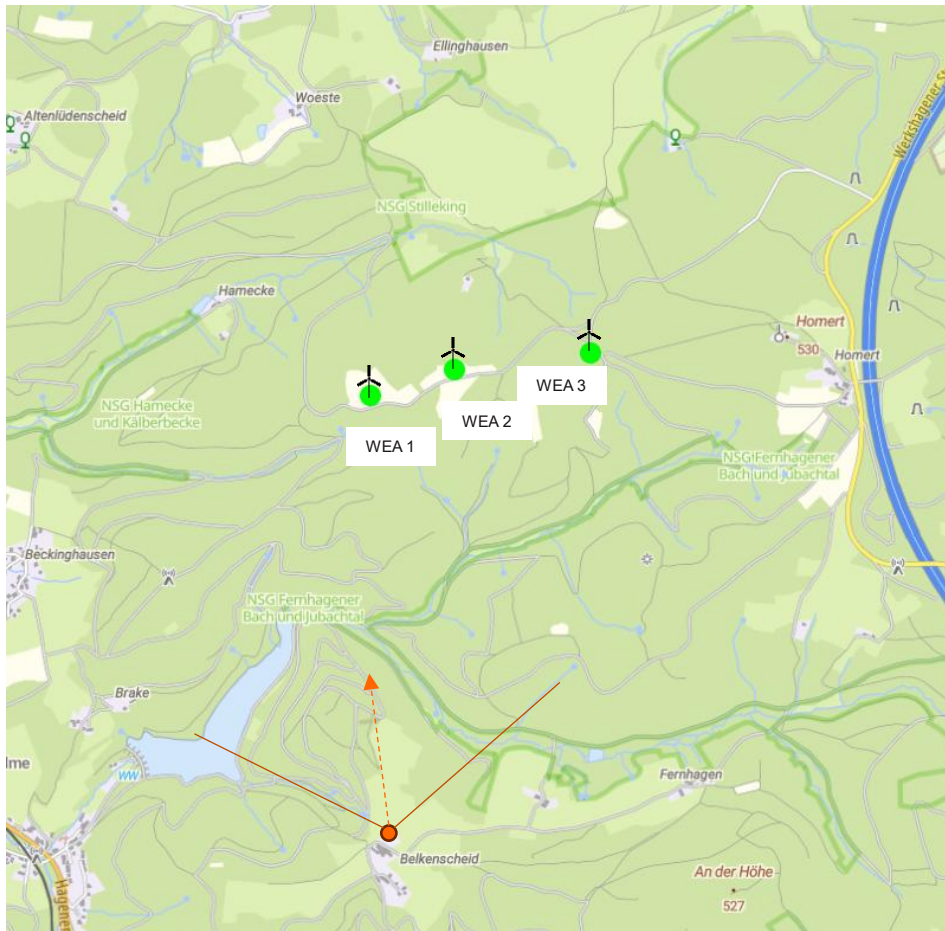 Ellinghausen
Woeste
Altenlüdenscheid
Werkshagener S
NSG Stilleking
Hamecke
Homert
530
Homert
WEA 3
WEA 2
WEA 1
NSG Hamecke
und Kälberbecke
NSG Fernhagener
Bach und Jubachtal
Beckinghausen
NSG Fernhagener
Bach und Jubachtal
Brake
lme
WW
Fernhagen
Belkenscheid
An der Höhe
527
Hagener